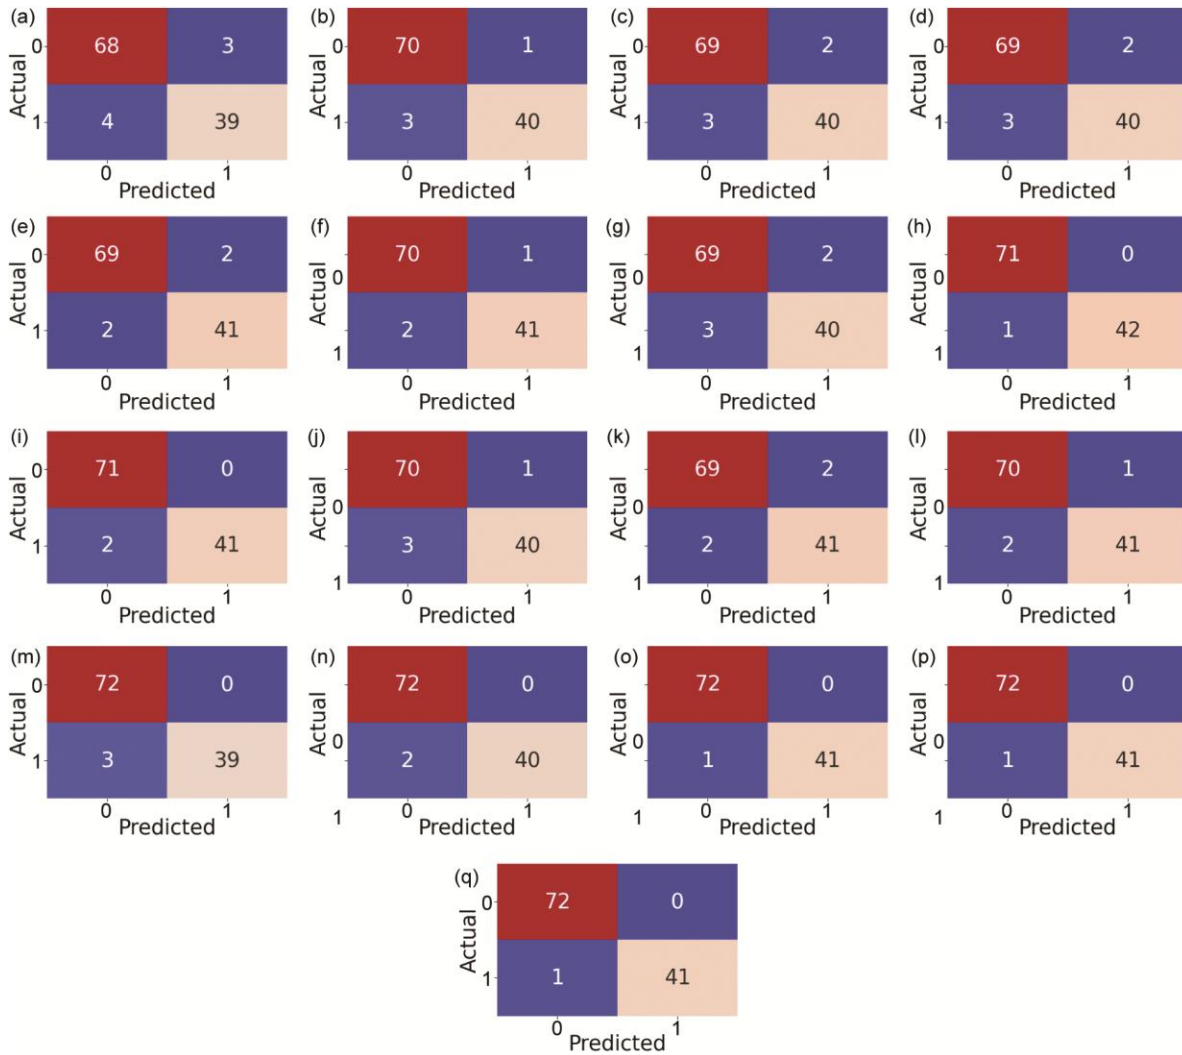 (a) (b) (c) (d)
Actual 0 68 3 Actual 0 70 1 Actual 0 69 2 Actual 0 69 2
1 4 39 1 3 40 1 3 40 1 3 40
0 1 0 1 0 1 0 1
Predicted Predicted Predicted Predicted
(e) (f) (g) (h)
Actual 0 69 2 Actual 0 70 1 Actual 0 69 2 Actual 0 71 0
1 2 41 1 2 41 1 3 40 1 1 42
0 1 0 1 0 1 0 1
Predicted Predicted Predicted Predicted
(i) (j) (k) (l)
Actual 0 71 0 Actual 0 70 1 Actual 0 69 2 Actual 0 70 1
1 2 41 1 3 40 1 2 41 1 2 41
0 1 0 1 0 1 0 1
Predicted Predicted Predicted Predicted
(m) (n) (o) (p)
Actual 0 72 0 Actual 0 72 0 Actual 0 72 0 Actual 0 72 0
1 3 39 1 2 40 1 1 41 1 1 41
0 1 0 1 0 1 0 1
Predicted Predicted Predicted Predicted
(q)
Actual 0 72 0
1 1 41
0 1
Predicted